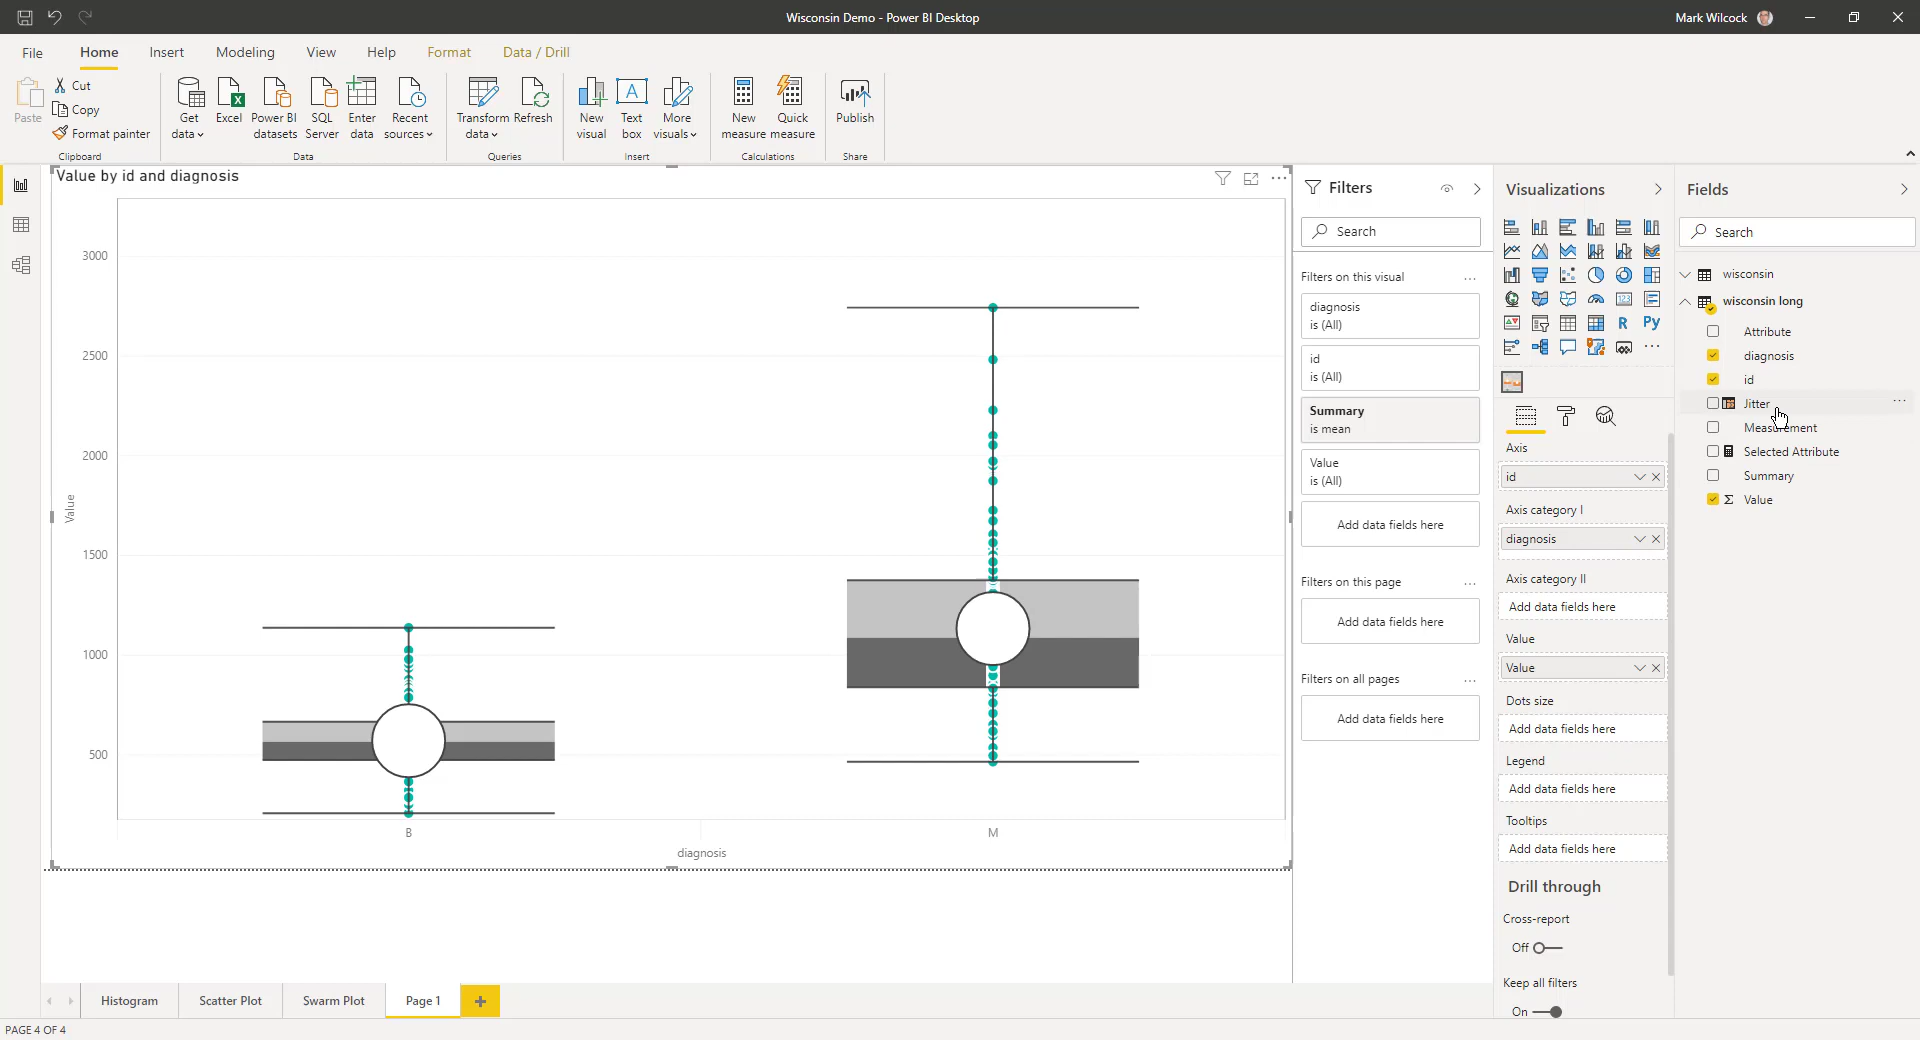 Wisconsin Demo - Power BI Desktop
Mark Wilcock
File
Home
Insert
Modeling
View
Help
Format
Data / Drill
Paste
Cut
Copy
Format painter
Clipboard
Get data
Excel
Power BI datasets
SQL Server
Enter data
Recent sources
Data
Transform data
Refresh
Queries
New visual
A
Text box
More visuals
Insert
New measure
Quick measure
Calculations
Publish
Share
Value by id and diagnosis
3000
2500
2000
1500
1000
500
Value
B
M
diagnosis
Filters
Search
Filters on this visual
diagnosis
is (All)
id
is (All)
Summary
is mean
Value
is (All)
Add data fields here
Filters on this page
Add data fields here
Filters on all pages
Add data fields here
Visualizations
123
R
Py
Axis
id
Axis category I
diagnosis
Axis category II
Add data fields here
Value
Value
Dots size
Add data fields here
Legend
Add data fields here
Tooltips
Add data fields here
Drill through
Cross-report
Off
Keep all filters
On
Fields
Search
wisconsin
wisconsin long
Attribute
diagnosis
id
Jitter
Measurement
Selected Attribute
Summary
Σ Value
Histogram
Scatter Plot
Swarm Plot
Page 1
PAGE 4 OF 4